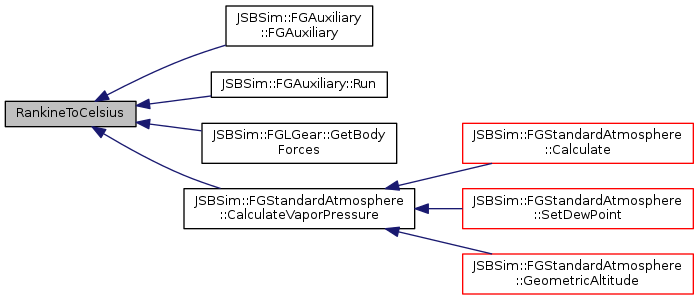 JSBSim::FGAuxiliary
::FGAuxiliary
JSBSim::FGAuxiliary::Run
RankineToCelsius
JSBSim::FGLGear::GetBody
Forces
JSBSim::FGStandardAtmosphere
::Calculate
JSBSim::FGStandardAtmosphere
::CalculateVaporPressure
JSBSim::FGStandardAtmosphere
::SetDewPoint
JSBSim::FGStandardAtmosphere
::GeometricAltitude